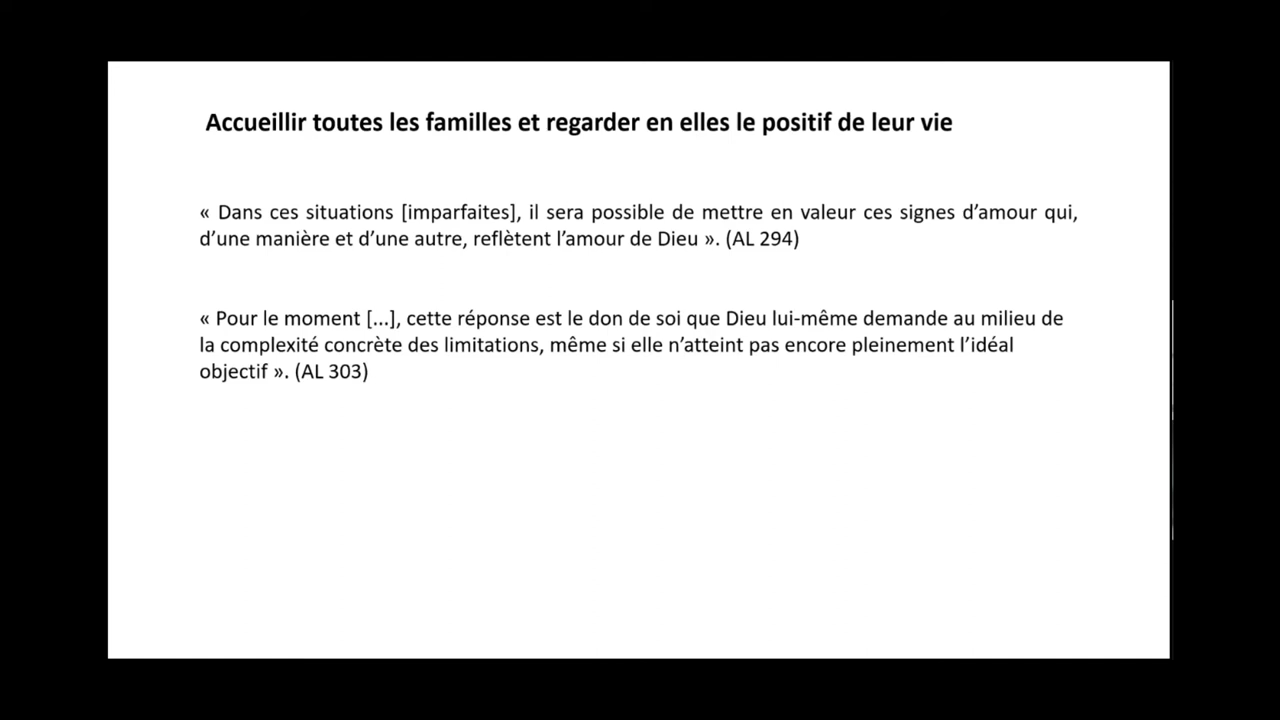 Accueillir toutes les familles et regarder en elles le positif de leur vie
« Dans ces situations [imparfaites], il sera possible de mettre en valeur ces signes d’amour qui,
d’une manière et d’une autre, reflètent l’amour de Dieu ». (AL 294)
« Pour le moment [...], cette réponse est le don de soi que Dieu lui-même demande au milieu de
la complexité concrète des limitations, même si elle n’atteint pas encore pleinement l’idéal
objectif ». (AL 303)